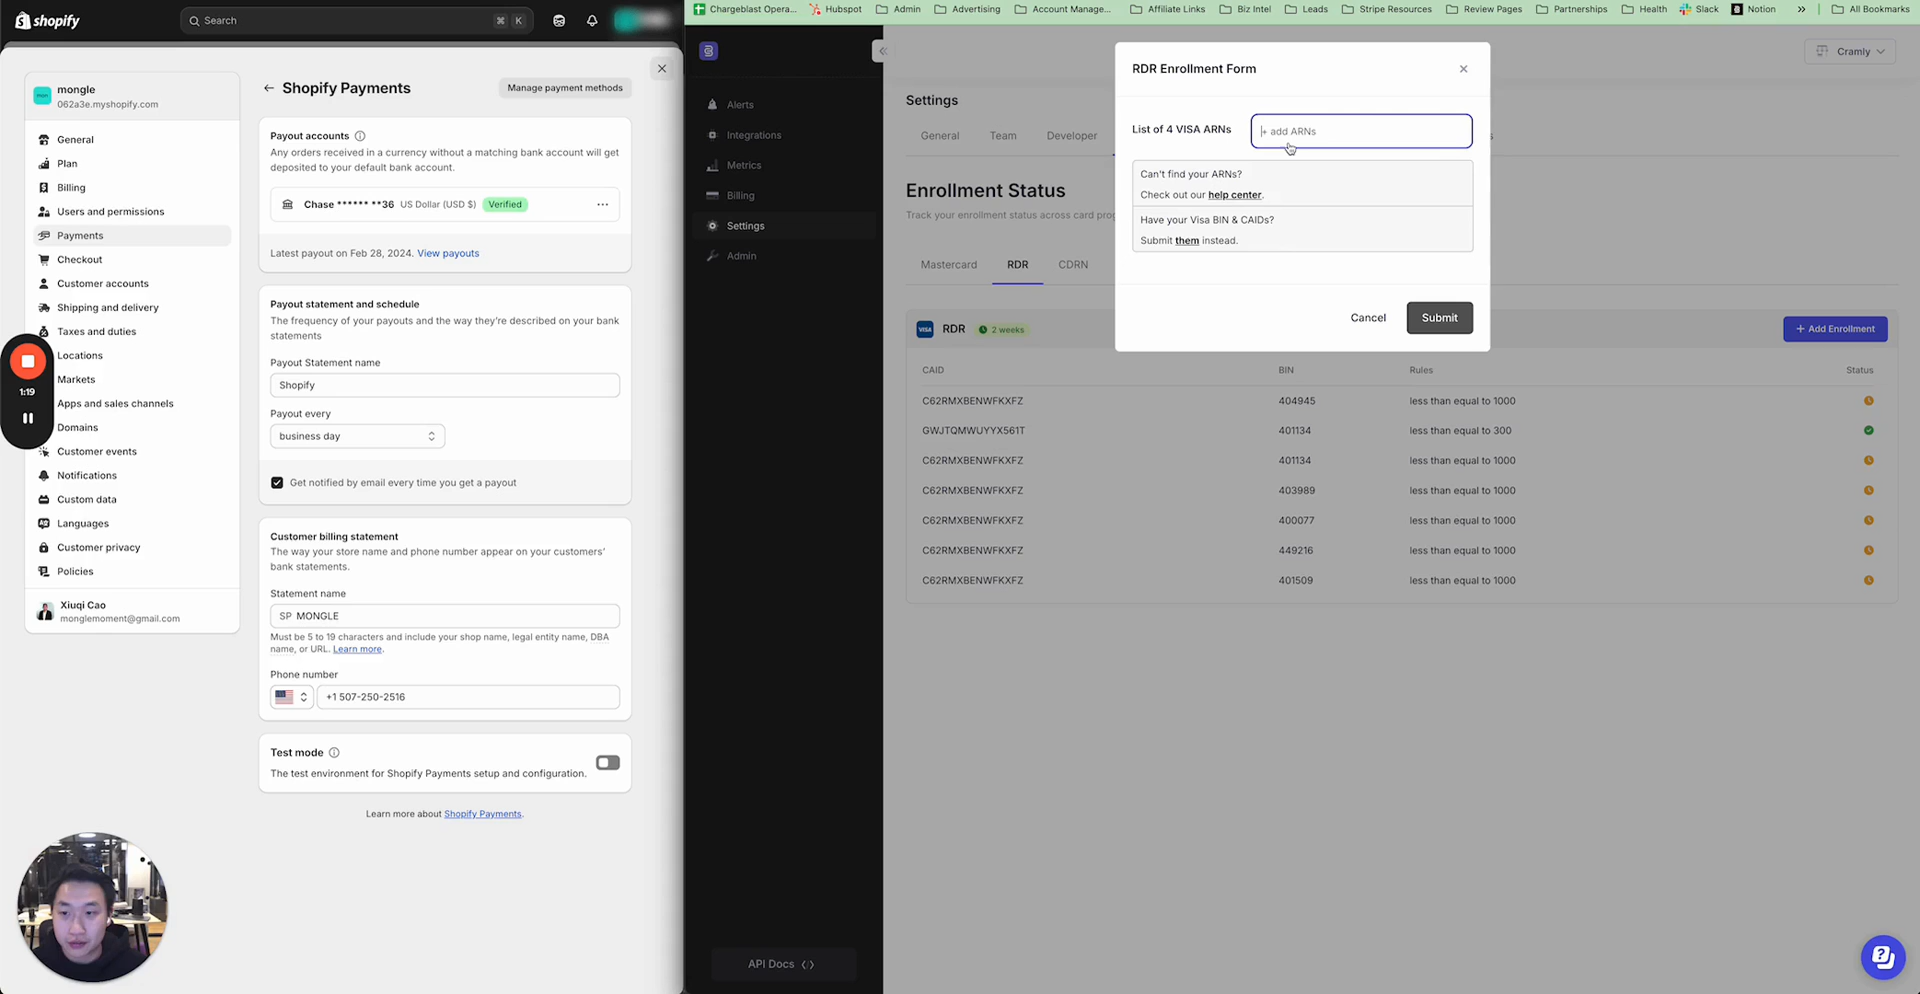 shopify
Search
⌘ K
mongle
062a3e.myshopify.com
General
Plan
Billing
Users and permissions
Payments
Checkout
Customer accounts
Shipping and delivery
Taxes and duties
Locations
Markets
Apps and sales channels
Domains
Customer events
Notifications
Custom data
Languages
Customer privacy
Policies
Xiuqi Cao
monglemoment@gmail.com
1:19
Shopify Payments
Manage payment methods
Payout accounts
Any orders received in a currency without a matching bank account will get
deposited to your default bank account.
Chase ****** **36 US Dollar (USD $) Verified
Latest payout on Feb 28, 2024. View payouts
Payout statement and schedule
The frequency of your payouts and the way they're described on your bank
statements
Payout Statement name
Shopify
Payout every
business day
Get notified by email every time you get a payout
Customer billing statement
The way your store name and phone number appear on your customers'
bank statements.
Statement name
SP MONGLE
Must be 5 to 19 characters and include your shop name, legal entity name, DBA
name, or URL. Learn more.
Phone number
+1 507-250-2516
Test mode
The test environment for Shopify Payments setup and configuration.
Learn more about Shopify Payments.
Chargeblast Opera...
Hubspot
Admin
Advertising
Account Manage...
Affiliate Links
Biz Intel
Leads
Stripe Resources
Review Pages
Partnerships
Health
Slack
Notion
»
All Bookmarks
Alerts
Integrations
Metrics
Billing
Settings
Admin
API Docs
Cramly
Settings
General
Team
Developer
Enrollment Status
Track your enrollment status across card prog
Mastercard
RDR
CDRN
VISA RDR 2 weeks
+ Add Enrollment
CAID BIN Rules Status
C62RMXBENWFKXFZ 404945 less than equal to 1000
GWJTQMWUYYX561T 401134 less than equal to 300
C62RMXBENWFKXFZ 401134 less than equal to 1000
C62RMXBENWFKXFZ 403989 less than equal to 1000
C62RMXBENWFKXFZ 400077 less than equal to 1000
C62RMXBENWFKXFZ 449216 less than equal to 1000
C62RMXBENWFKXFZ 401509 less than equal to 1000
RDR Enrollment Form
List of 4 VISA ARNs
+ add ARNs
Can't find your ARNs?
Check out our help center.
Have your Visa BIN & CAIDs?
Submit them instead.
Cancel
Submit